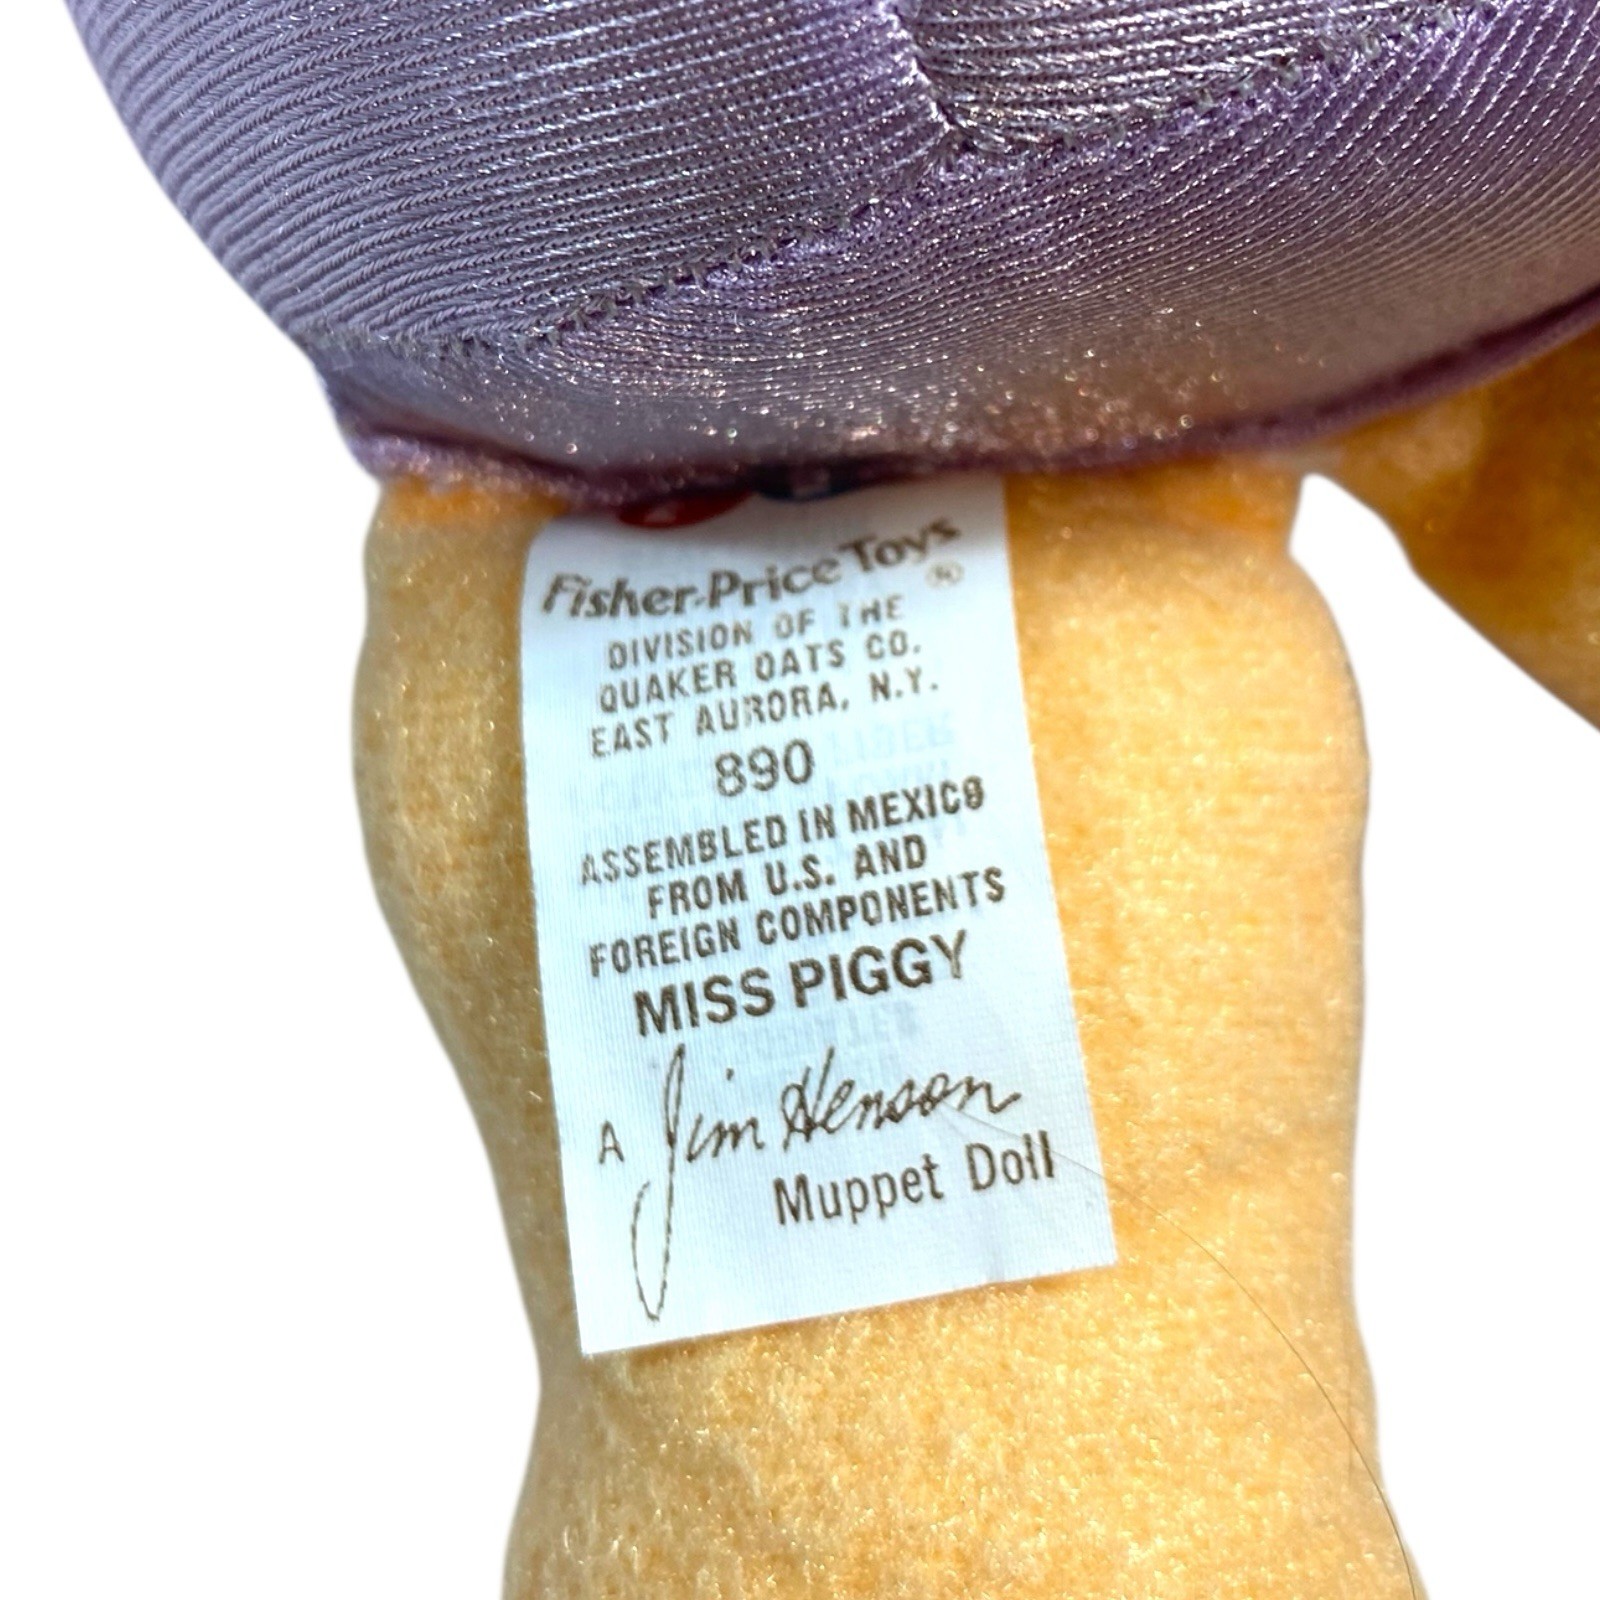 Fisher-Price Toys ®
DIVISION OF THE
QUAKER OATS CO.
EAST AURORA, N.Y.
890
ASSEMBLED IN MEXICO
FROM U.S. AND
FOREIGN COMPONENTS
MISS PIGGY
A Jim Henson
Muppet Doll